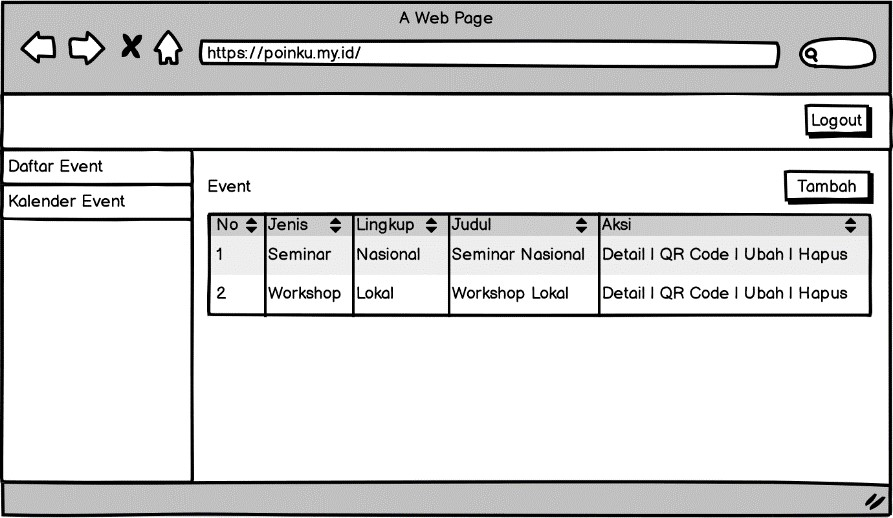 A Web Page
https://poinku.my.id/
Logout
Daftar Event
Kalender Event
Event
Tambah
No Jenis Lingkup Judul Aksi
1 Seminar Nasional Seminar Nasional Detail | QR Code | Ubah | Hapus
2 Workshop Lokal Workshop Lokal Detail | QR Code | Ubah | Hapus